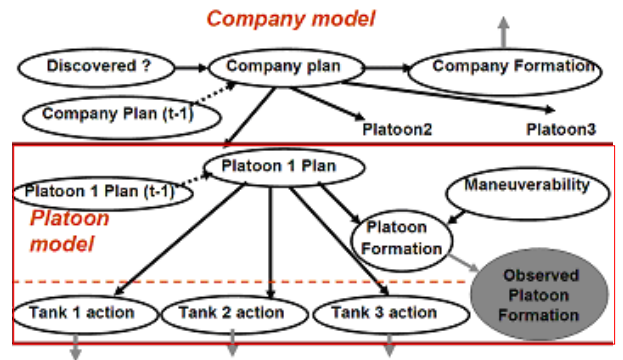 Company model
Discovered ?
Company plan
Company Formation
Company Plan (t-1)
Platoon2
Platoon3
Platoon 1 Plan
Platoon 1 Plan (t-1)
Maneuverability
Platoon
model
Platoon
Formation
Observed
Platoon
Formation
Tank 1 action
Tank 2 action
Tank 3 action